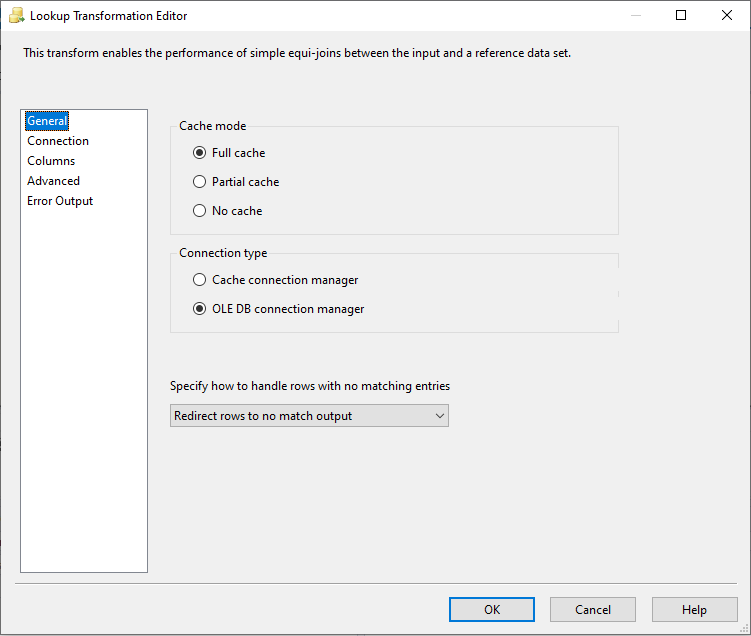 Lookup Transformation Editor
This transform enables the performance of simple equi-joins between the input and a reference data set.
General
Connection
Columns
Advanced
Error Output
Cache mode
Full cache
Partial cache
No cache
Connection type
Cache connection manager
OLE DB connection manager
Specify how to handle rows with no matching entries
Redirect rows to no match output
OK
Cancel
Help